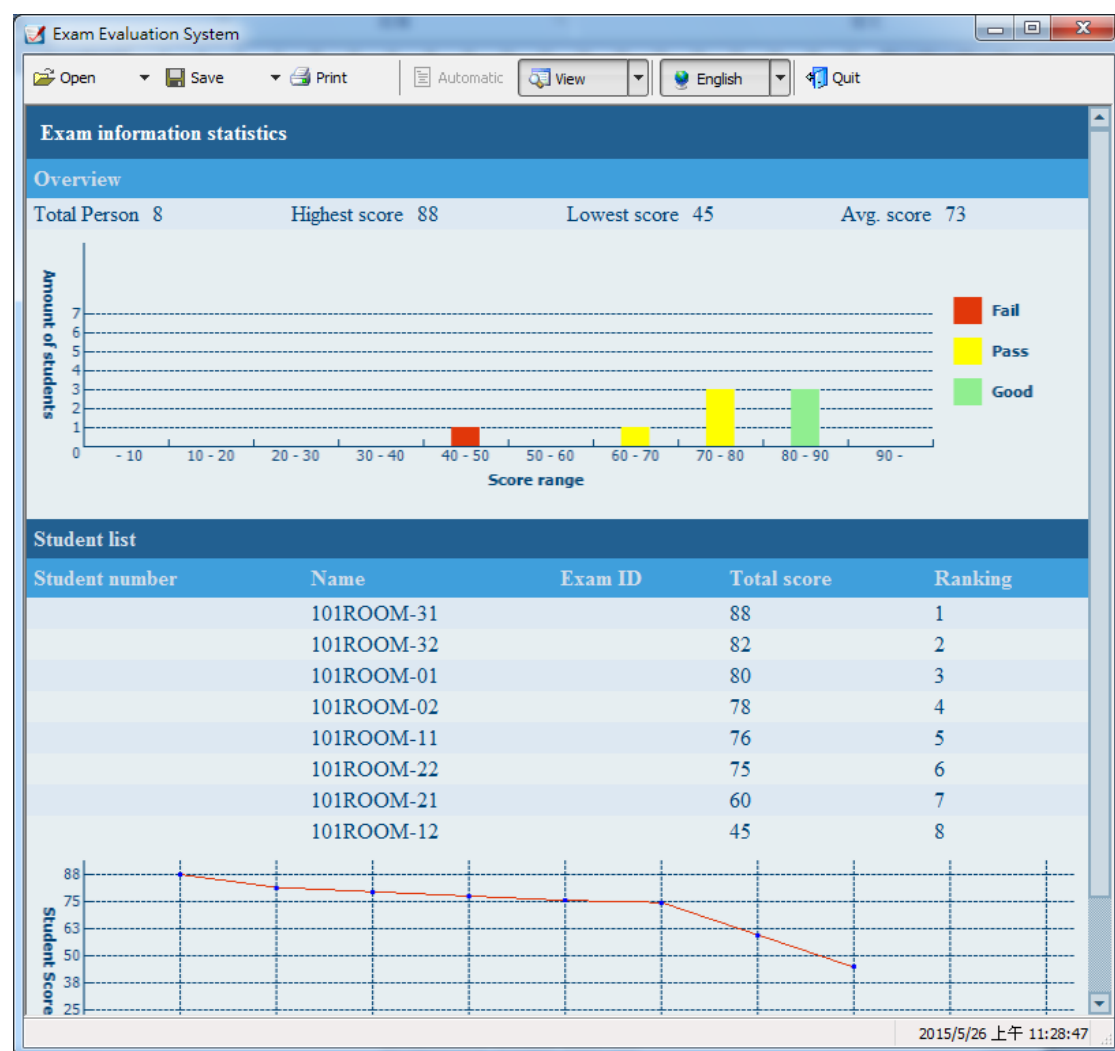 Exam Evaluation System
Open Save Print Automatic View English Quit
Exam information statistics
Overview
Total Person 8 Highest score 88 Lowest score 45 Avg. score 73
Amount of students
7
6
5
4
3
2
1
0 - 10 10 - 20 20 - 30 30 - 40 40 - 50 50 - 60 60 - 70 70 - 80 80 - 90 90 -
Score range
Fail
Pass
Good
Student list
Student number Name Exam ID Total score Ranking
101ROOM-31 88 1
101ROOM-32 82 2
101ROOM-01 80 3
101ROOM-02 78 4
101ROOM-11 76 5
101ROOM-22 75 6
101ROOM-21 60 7
101ROOM-12 45 8
Student Score
88
75
63
50
38
25
2015/5/26 上午 11:28:47